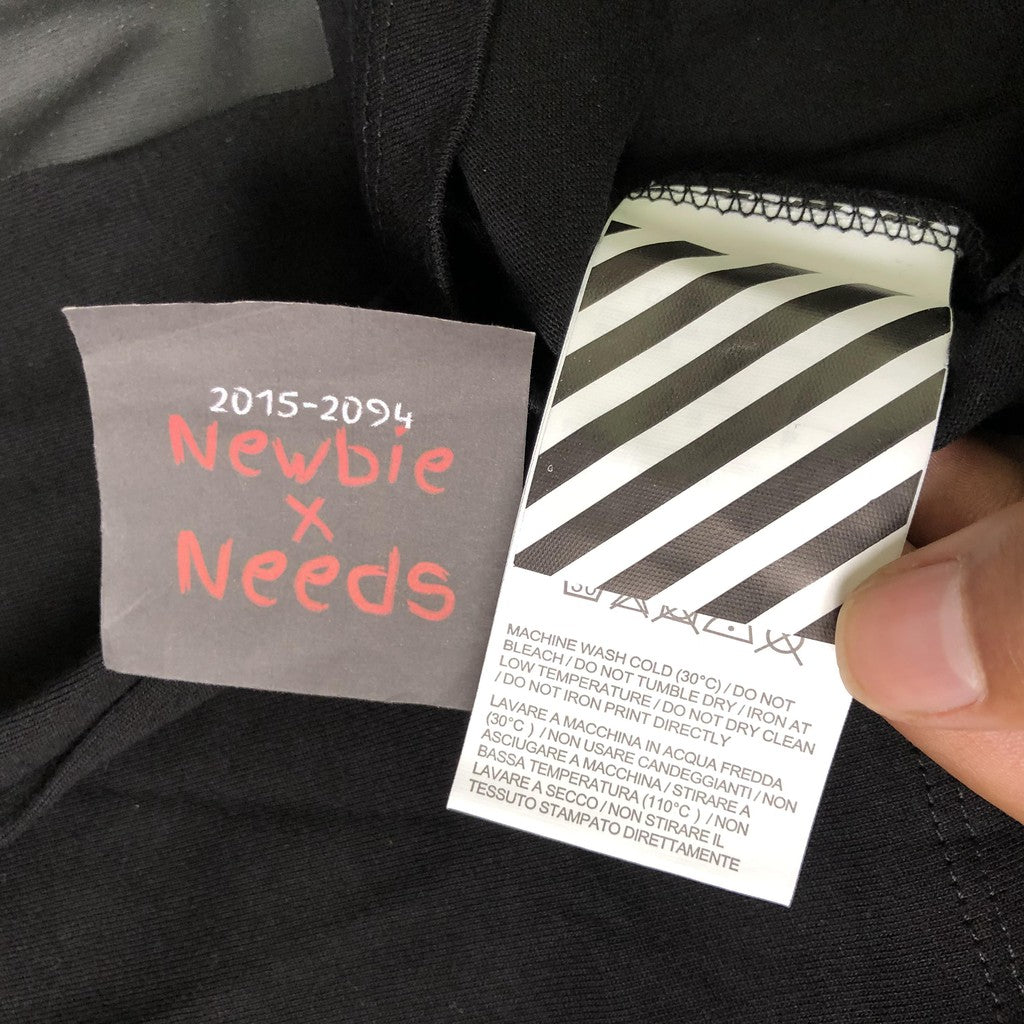 2015-2094
Newbie
x
Needs
30
MACHINE WASH COLD (30°C) / DO NOT
BLEACH / DO NOT TUMBLE DRY / IRON AT
LOW TEMPERATURE / DO NOT DRY CLEAN
/ DO NOT IRON PRINT DIRECTLY
LAVARE A MACCHINA IN ACQUA FREDDA
(30°C ) / NON USARE CANDEGGIANTI / NON
ASCIUGARE A MACCHINA / STIRARE A
BASSA TEMPERATURA (110°C ) / NON
LAVARE A SECCO / NON STIRARE IL
TESSUTO STAMPATO DIRETTAMENTE